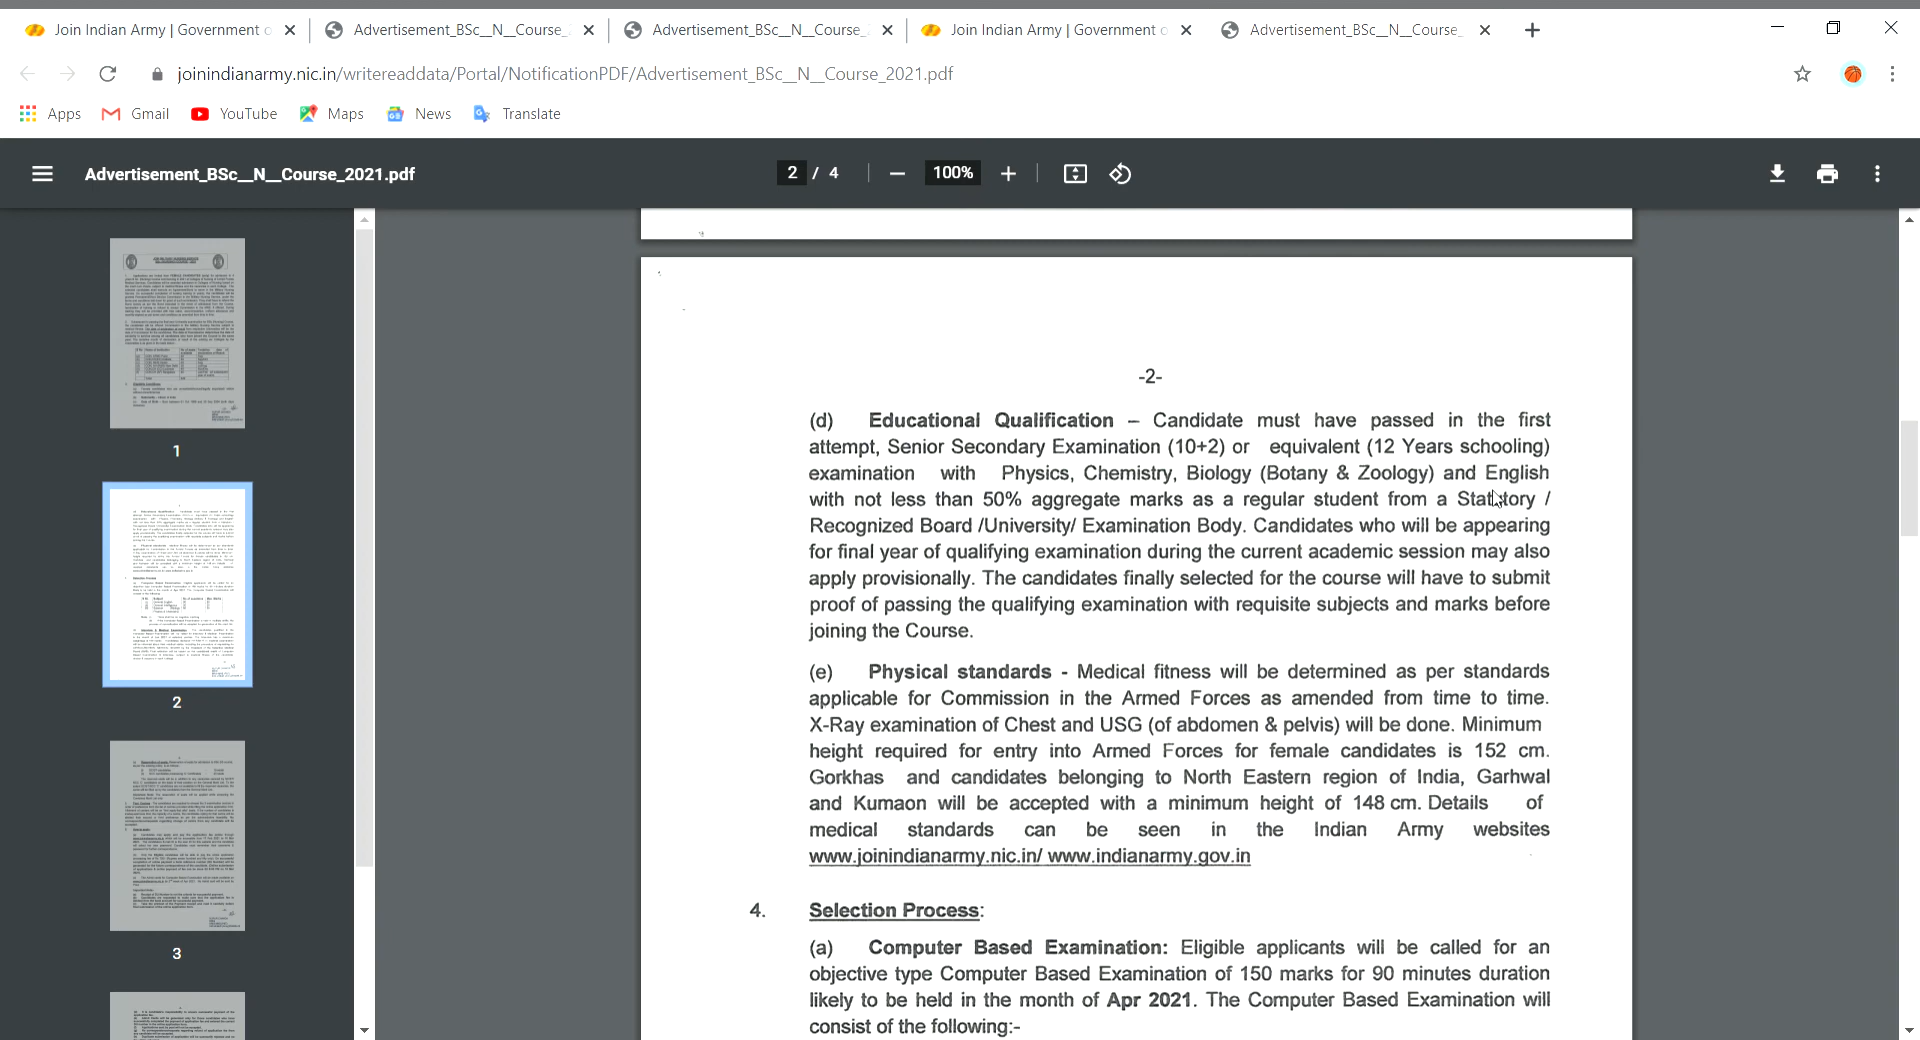 Join Indian Army | Government o
Advertisement_BSc__N__Course_
Advertisement_BSc__N__Course_
Join Indian Army | Government o
Advertisement_BSc__N__Course_
joinindianarmy.nic.in/writereaddata/Portal/NotificationPDF/Advertisement_BSc__N__Course_2021.pdf
Apps Gmail YouTube Maps News Translate
Advertisement_BSc__N__Course_2021.pdf
2 / 4
100%
1
2
3
-2-
(d) Educational Qualification – Candidate must have passed in the first
attempt, Senior Secondary Examination (10+2) or equivalent (12 Years schooling)
examination with Physics, Chemistry, Biology (Botany & Zoology) and English
with not less than 50% aggregate marks as a regular student from a Statutory /
Recognized Board /University/ Examination Body. Candidates who will be appearing
for final year of qualifying examination during the current academic session may also
apply provisionally. The candidates finally selected for the course will have to submit
proof of passing the qualifying examination with requisite subjects and marks before
joining the Course.
(e) Physical standards - Medical fitness will be determined as per standards
applicable for Commission in the Armed Forces as amended from time to time.
X-Ray examination of Chest and USG (of abdomen & pelvis) will be done. Minimum
height required for entry into Armed Forces for female candidates is 152 cm.
Gorkhas and candidates belonging to North Eastern region of India, Garhwal
and Kumaon will be accepted with a minimum height of 148 cm. Details of
medical standards can be seen in the Indian Army websites
www.joinindianarmy.nic.in/ www.indianarmy.gov.in
4. Selection Process:
(a) Computer Based Examination: Eligible applicants will be called for an
objective type Computer Based Examination of 150 marks for 90 minutes duration
likely to be held in the month of Apr 2021. The Computer Based Examination will
consist of the following:-